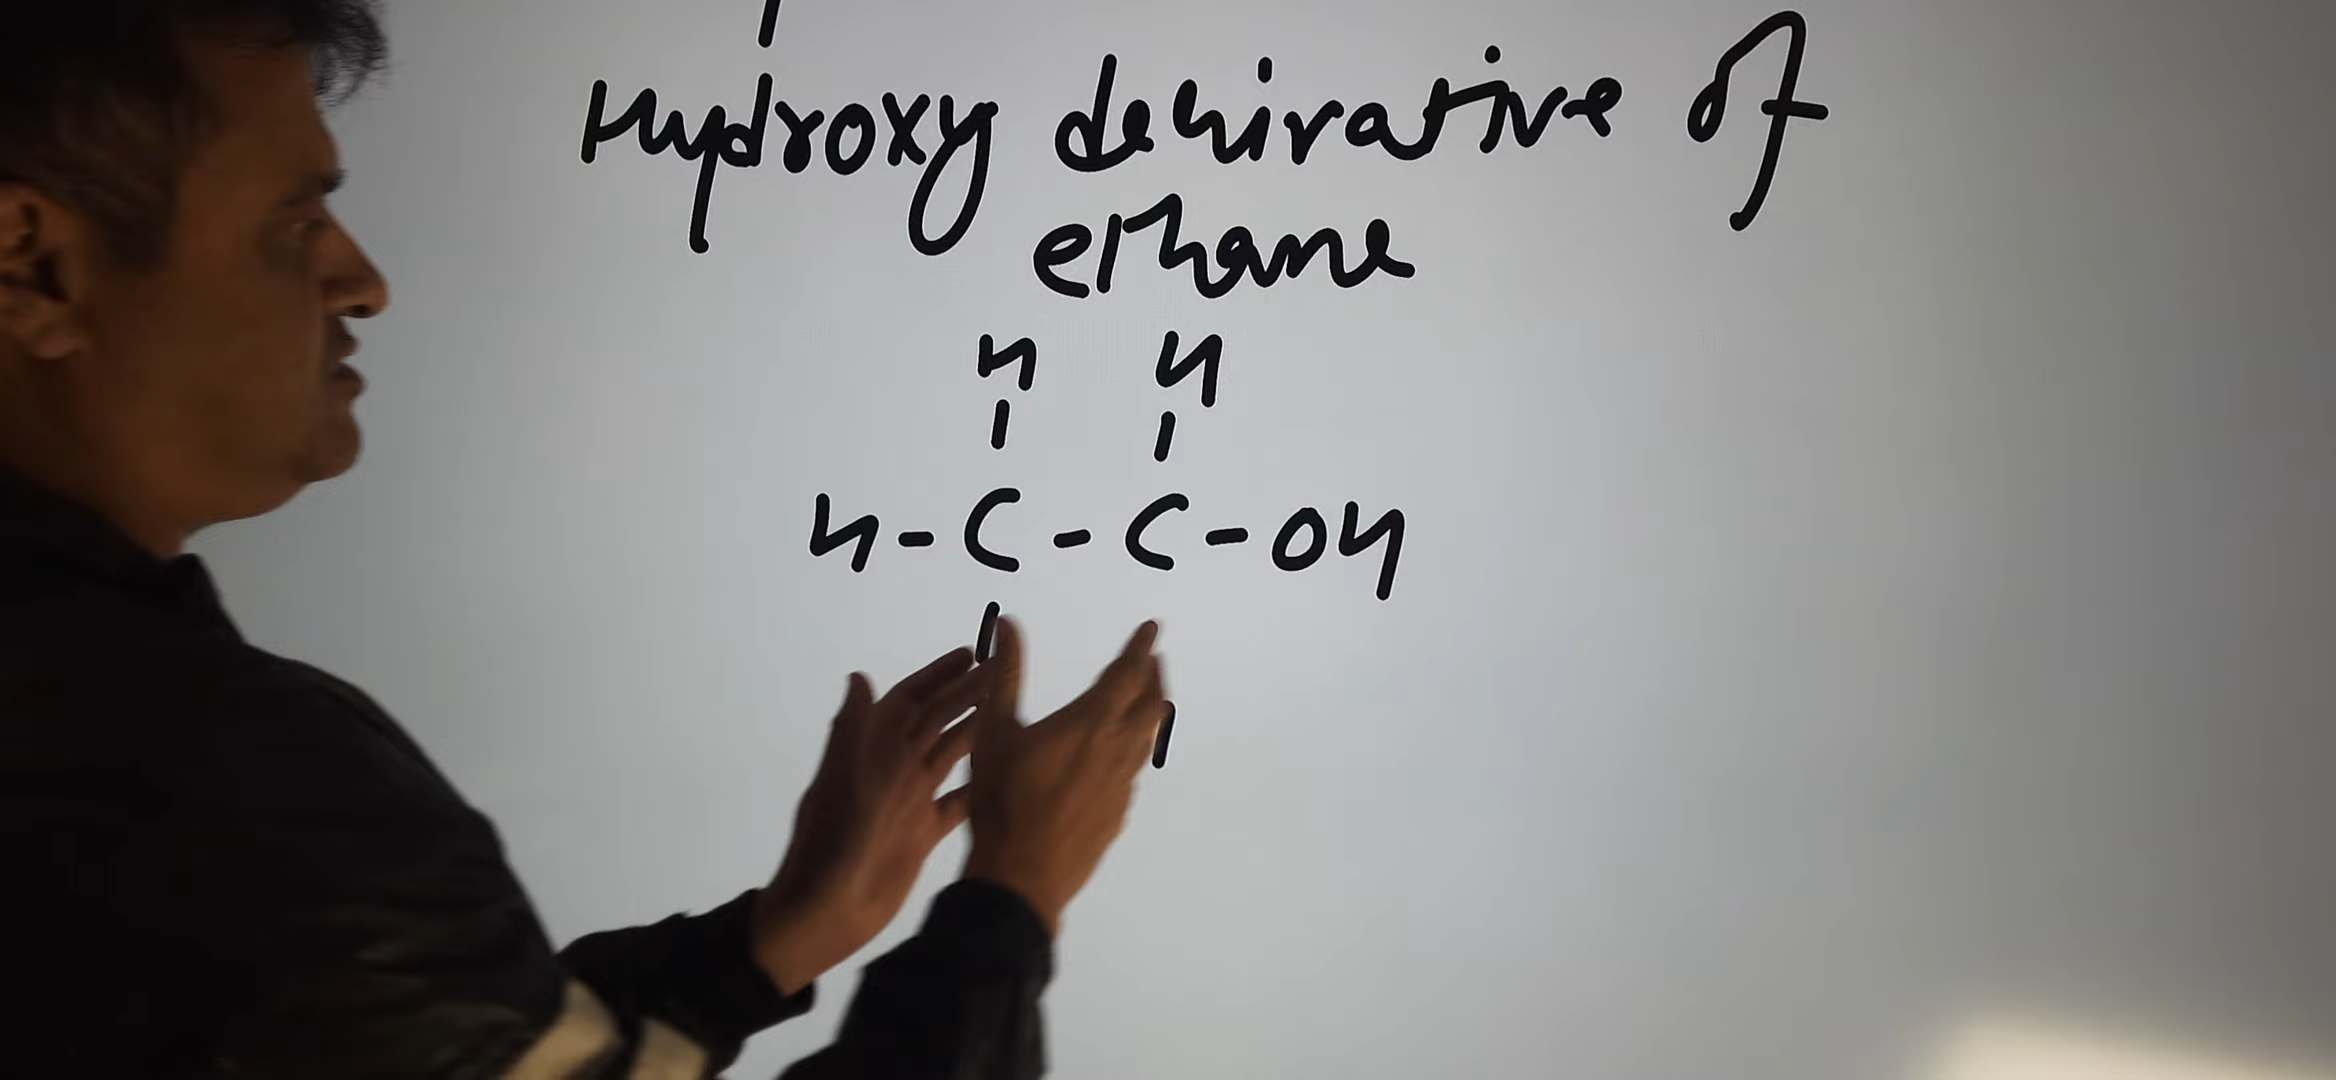 Hydroxy derivative of
ethane
H H
H-C-C-OH